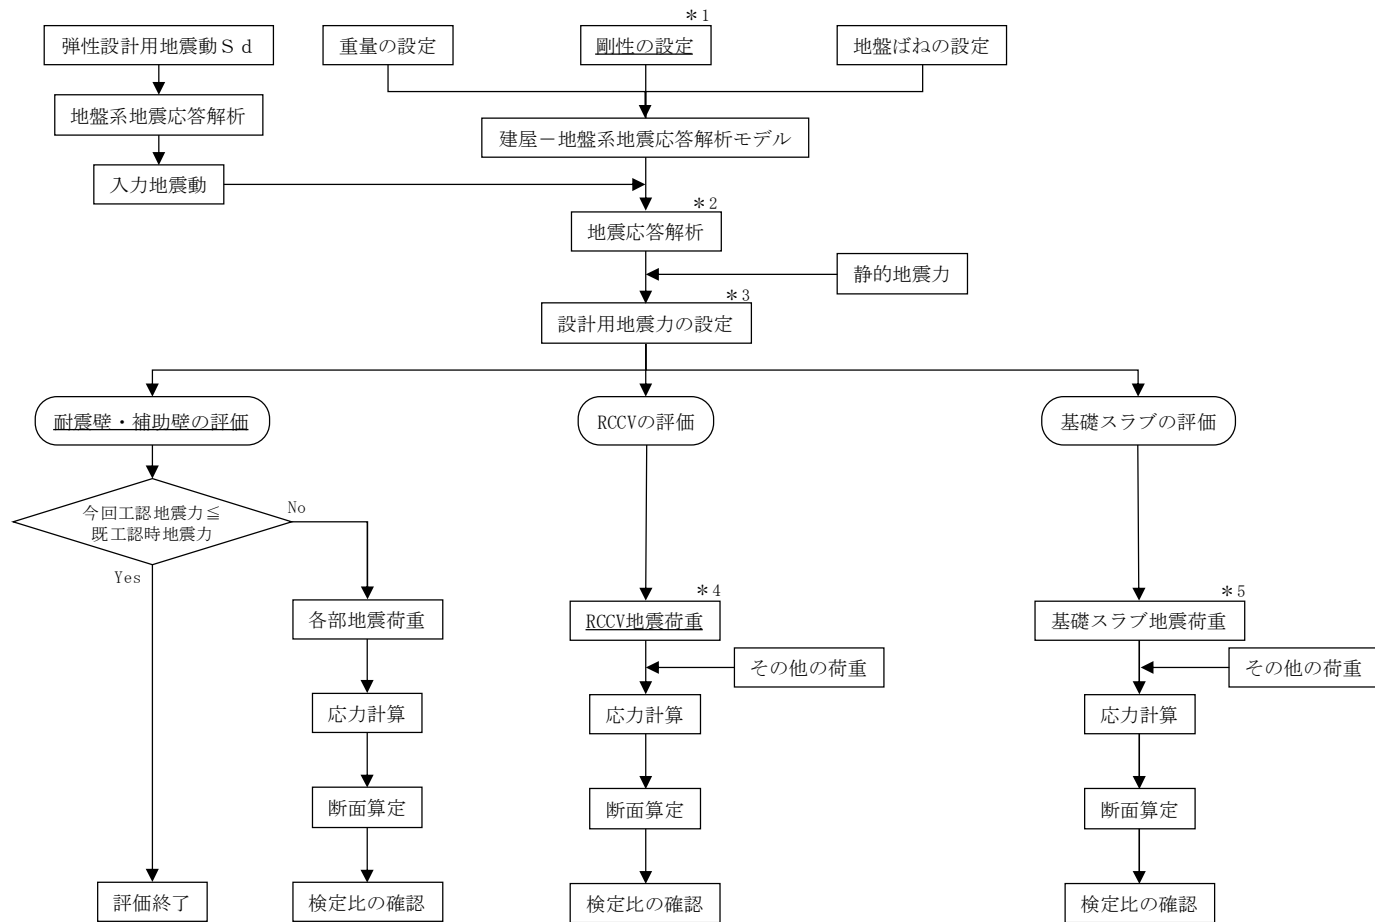 ＊1
弾性設計用地震動Ｓｄ
重量の設定
剛性の設定
地盤ばねの設定
地盤系地震応答解析
建屋－地盤系地震応答解析モデル
入力地震動
＊2
地震応答解析
静的地震力
＊3
設計用地震力の設定
耐震壁・補助壁の評価
RCCVの評価
基礎スラブの評価
今回工認地震力≦
既工認時地震力
No
Yes
＊4
＊5
各部地震荷重
RCCV地震荷重
基礎スラブ地震荷重
その他の荷重
その他の荷重
応力計算
応力計算
応力計算
断面算定
断面算定
断面算定
評価終了
検定比の確認
検定比の確認
検定比の確認